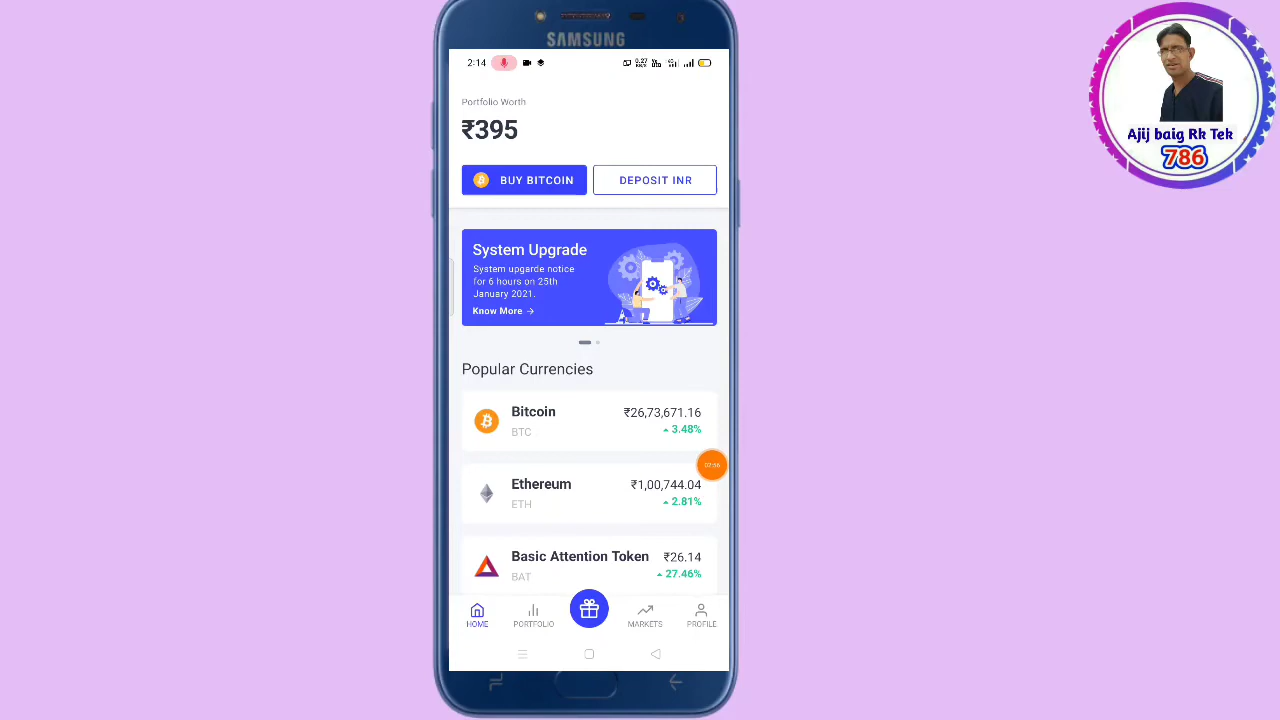 SAMSUNG
2:14
Portfolio Worth
₹395
BUY BITCOIN
DEPOSIT INR
System Upgrade
System upgarde notice
for 6 hours on 25th
January 2021.
Know More →
Popular Currencies
Bitcoin
₹26,73,671.16
BTC
3.48%
02:56
Ethereum
₹1,00,744.04
ETH
2.81%
Basic Attention Token
₹26.14
BAT
27.46%
HOME
PORTFOLIO
MARKETS
PROFILE
Ajij baig Rk Tek
786